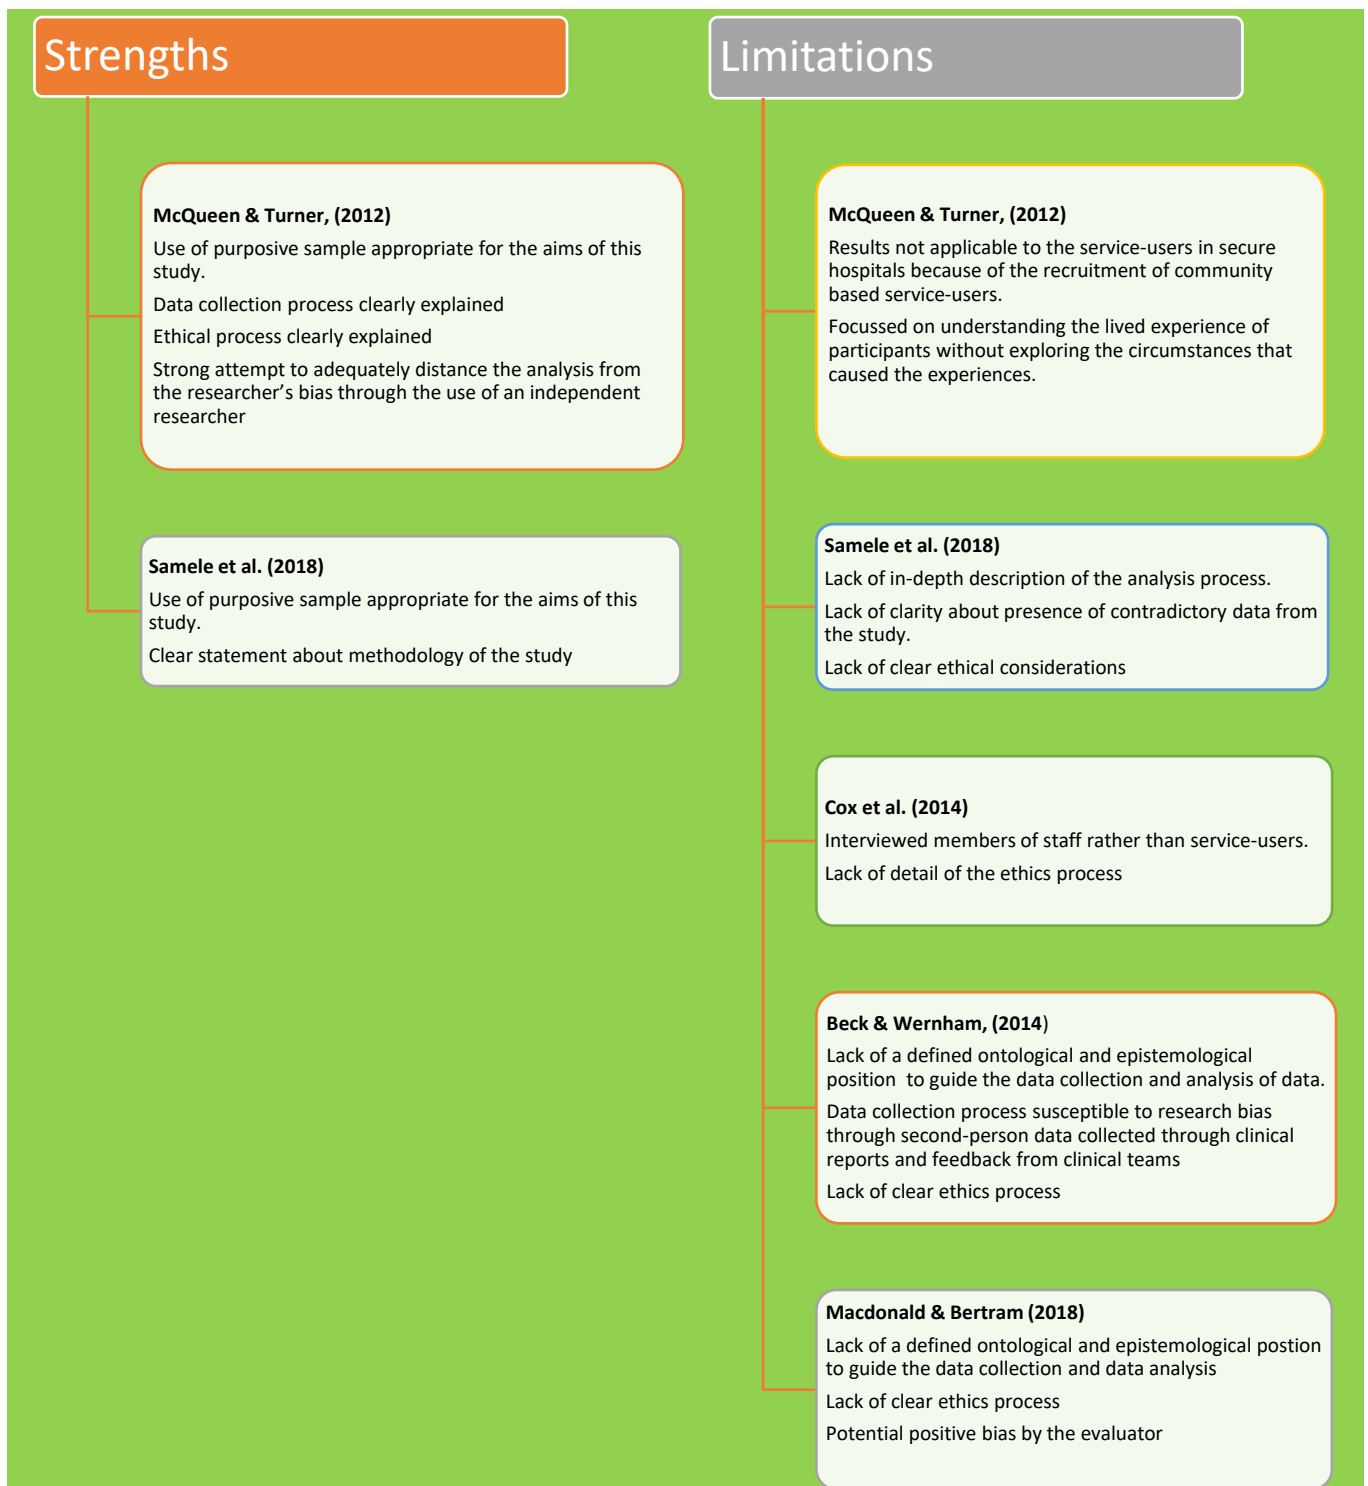 Strengths
McQueen & Turner, (2012)
Use of purposive sample appropriate for the aims of this
study.
Data collection process clearly explained
Ethical process clearly explained
Strong attempt to adequately distance the analysis from
the researcher's bias through the use of an independent
researcher
Samele et al. (2018)
Use of purposive sample appropriate for the aims of this
study.
Clear statement about methodology of the study
Limitations
McQueen & Turner, (2012)
Results not applicable to the service-users in secure
hospitals because of the recruitment of community
based service-users.
Focussed on understanding the lived experience of
participants without exploring the circumstances that
caused the experiences.
Samele et al. (2018)
Lack of in-depth description of the analysis process.
Lack of clarity about presence of contradictory data from
the study.
Lack of clear ethical considerations
Cox et al. (2014)
Interviewed members of staff rather than service-users.
Lack of detail of the ethics process
Beck & Wernham, (2014)
Lack of a defined ontological and epistemological
position  to guide the data collection and analysis of data.
Data collection process susceptible to research bias
through second-person data collected through clinical
reports and feedback from clinical teams
Lack of clear ethics process
Macdonald & Bertram (2018)
Lack of a defined ontological and epistemological postion
to guide the data collection and data analysis
Lack of clear ethics process
Potential positive bias by the evaluator